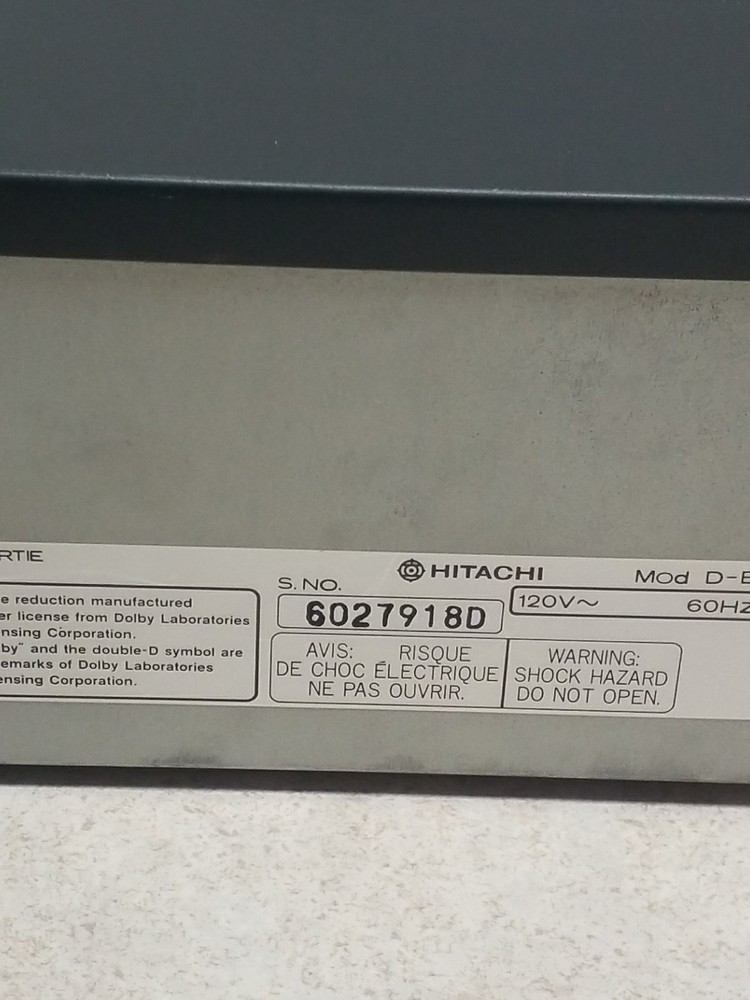 RTIE
e reduction manufactured
er license from Dolby Laboratories
ensing Corporation.
by" and the double-D symbol are
emarks of Dolby Laboratories
ensing Corporation.
HITACHI
Mod D-E
S. NO.
6027918D
120V~ 60HZ
AVIS: RISQUE
DE CHOC ÉLECTRIQUE
NE PAS OUVRIR.
WARNING:
SHOCK HAZARD
DO NOT OPEN.